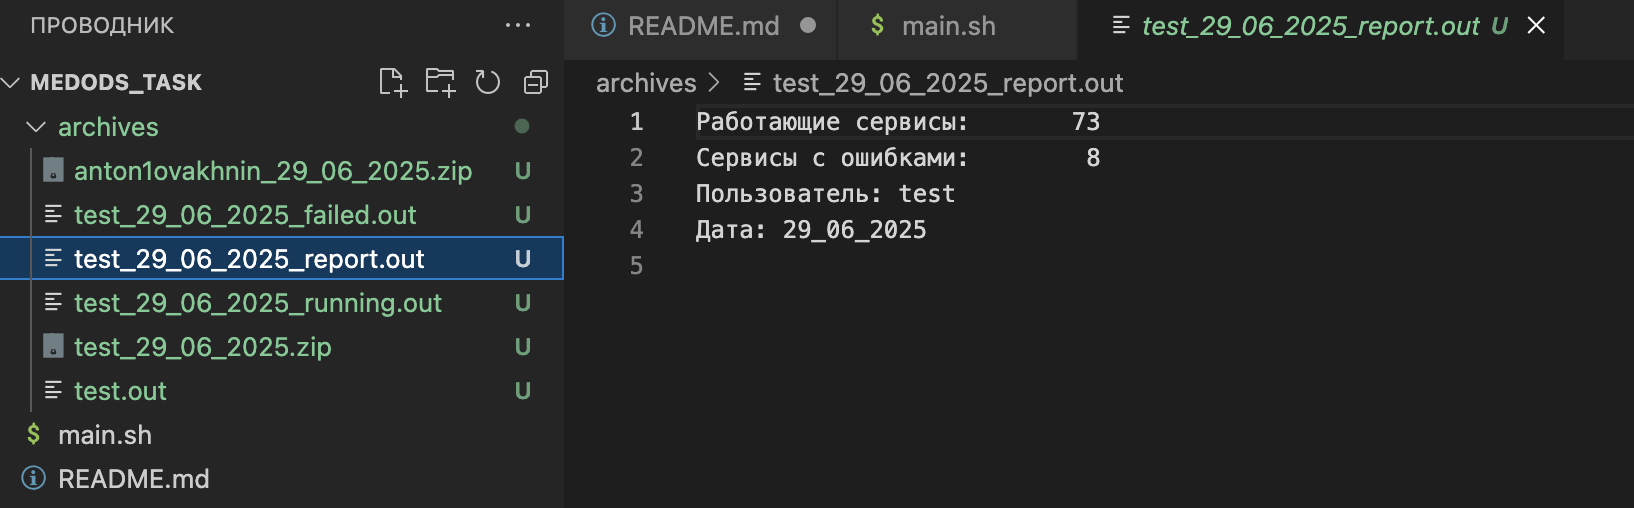 ПРОВОДНИК
MEDODS_TASK
archives
anton1ovakhnin_29_06_2025.zip U
test_29_06_2025_failed.out U
test_29_06_2025_report.out U
test_29_06_2025_running.out U
test_29_06_2025.zip U
test.out U
$ main.sh
README.md
README.md
$ main.sh
test_29_06_2025_report.out U
archives > test_29_06_2025_report.out
1 Работающие сервисы: 73
2 Сервисы с ошибками: 8
3 Пользователь: test
4 Дата: 29_06_2025
5